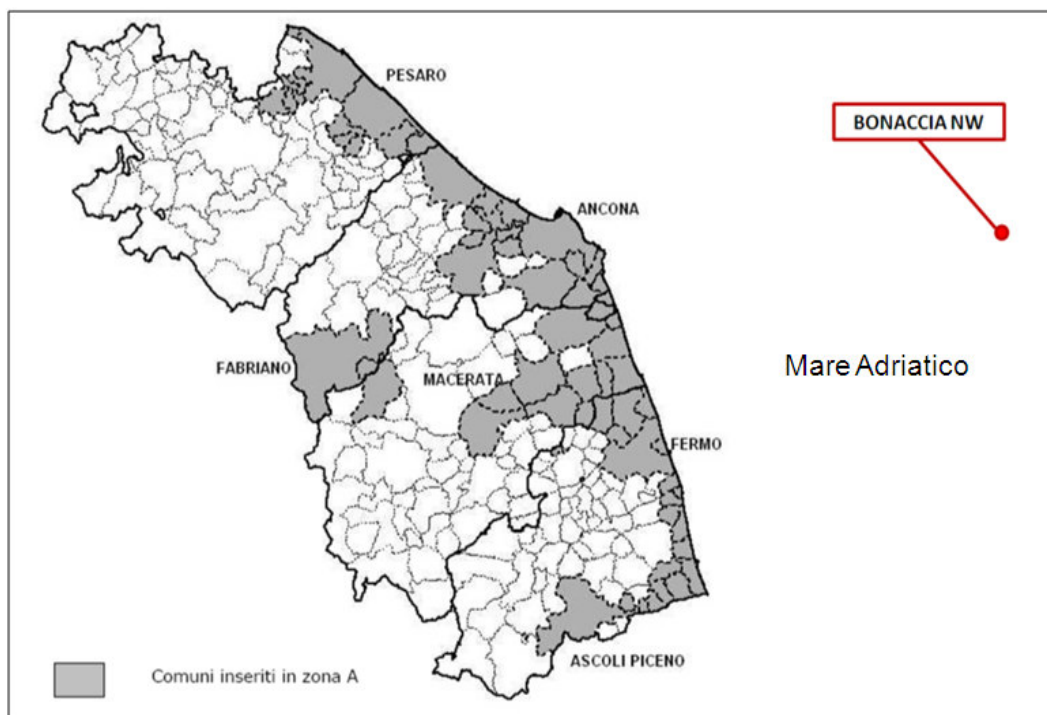 PESARO
BONACCIA NW
ANCONA
Mare Adriatico
FABRIANO
MACERATA
FERMO
ASCOLI PICENO
Comuni inseriti in zona A